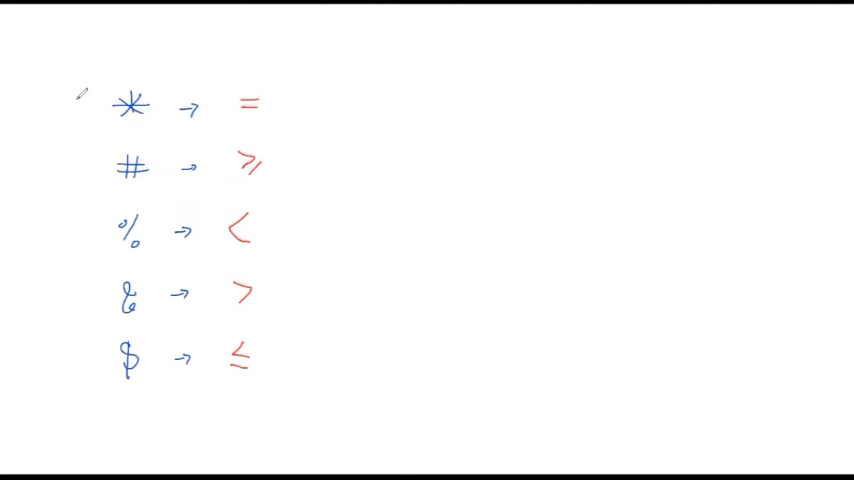 * → =
# → ≥
% → <
& → >
$ → ≤